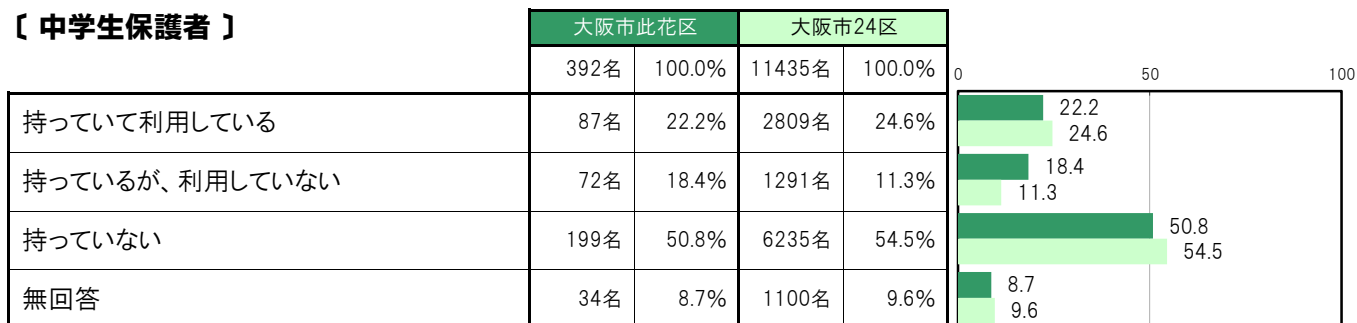 〔 中学生保護者 〕
大阪市此花区 大阪市24区
392名 100.0% 11435名 100.0%
0 50 100
持っていて利用している 87名 22.2% 2809名 24.6%
22.2
24.6
持っているが、利用していない 72名 18.4% 1291名 11.3%
18.4
11.3
持っていない 199名 50.8% 6235名 54.5%
50.8
54.5
無回答 34名 8.7% 1100名 9.6%
8.7
9.6